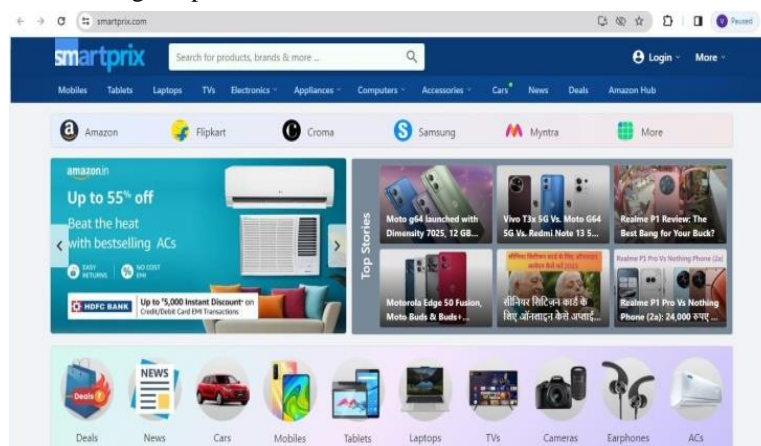 smartprix.com
Paused
smartprix
Search for products, brands & more ...
Login
More
Mobiles Tablets Laptops TVs Electronics Appliances Computers Accessories Cars News Deals Amazon Hub
Amazon Flipkart Croma Samsung Myntra More
amazon.in
Up to 55% off
Beat the heat
with bestselling ACs
EASY RETURNS
NO COST EMI
HDFC BANK
Up to ₹5,000 Instant Discount* on
Credit/Debit Card EMI Transactions
Top Stories
Moto g64 launched with
Dimensity 7025, 12 GB...
Vivo T3x 5G Vs. Moto G64
5G Vs. Redmi Note 13 5...
Realme P1 Review: The
Best Bang for Your Buck?
Motorola Edge 50 Fusion,
Moto Buds & Buds+...
सीनियर सिटिज़न कार्ड के
लिए ऑनलाइन कैसे अप्लाई...
Realme P1 Pro Vs Nothing Phone (2a)
Realme P1 Pro Vs Nothing
Phone (2a): 24,000 रुपए ...
Deals
NEWS
Deals News Cars Mobiles Tablets Laptops TVs Cameras Earphones ACs